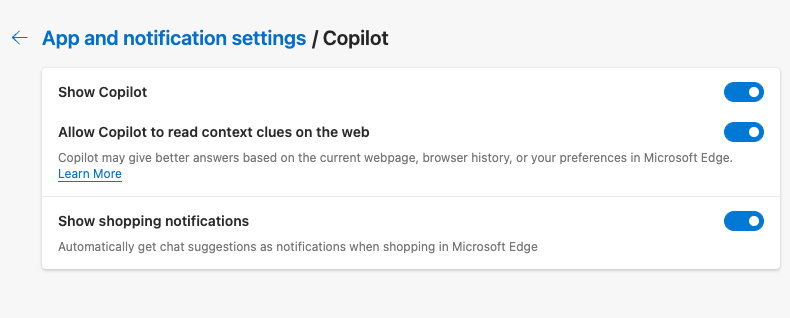 App and notification settings / Copilot
Show Copilot
Allow Copilot to read context clues on the web
Copilot may give better answers based on the current webpage, browser history, or your preferences in Microsoft Edge.
Learn More
Show shopping notifications
Automatically get chat suggestions as notifications when shopping in Microsoft Edge